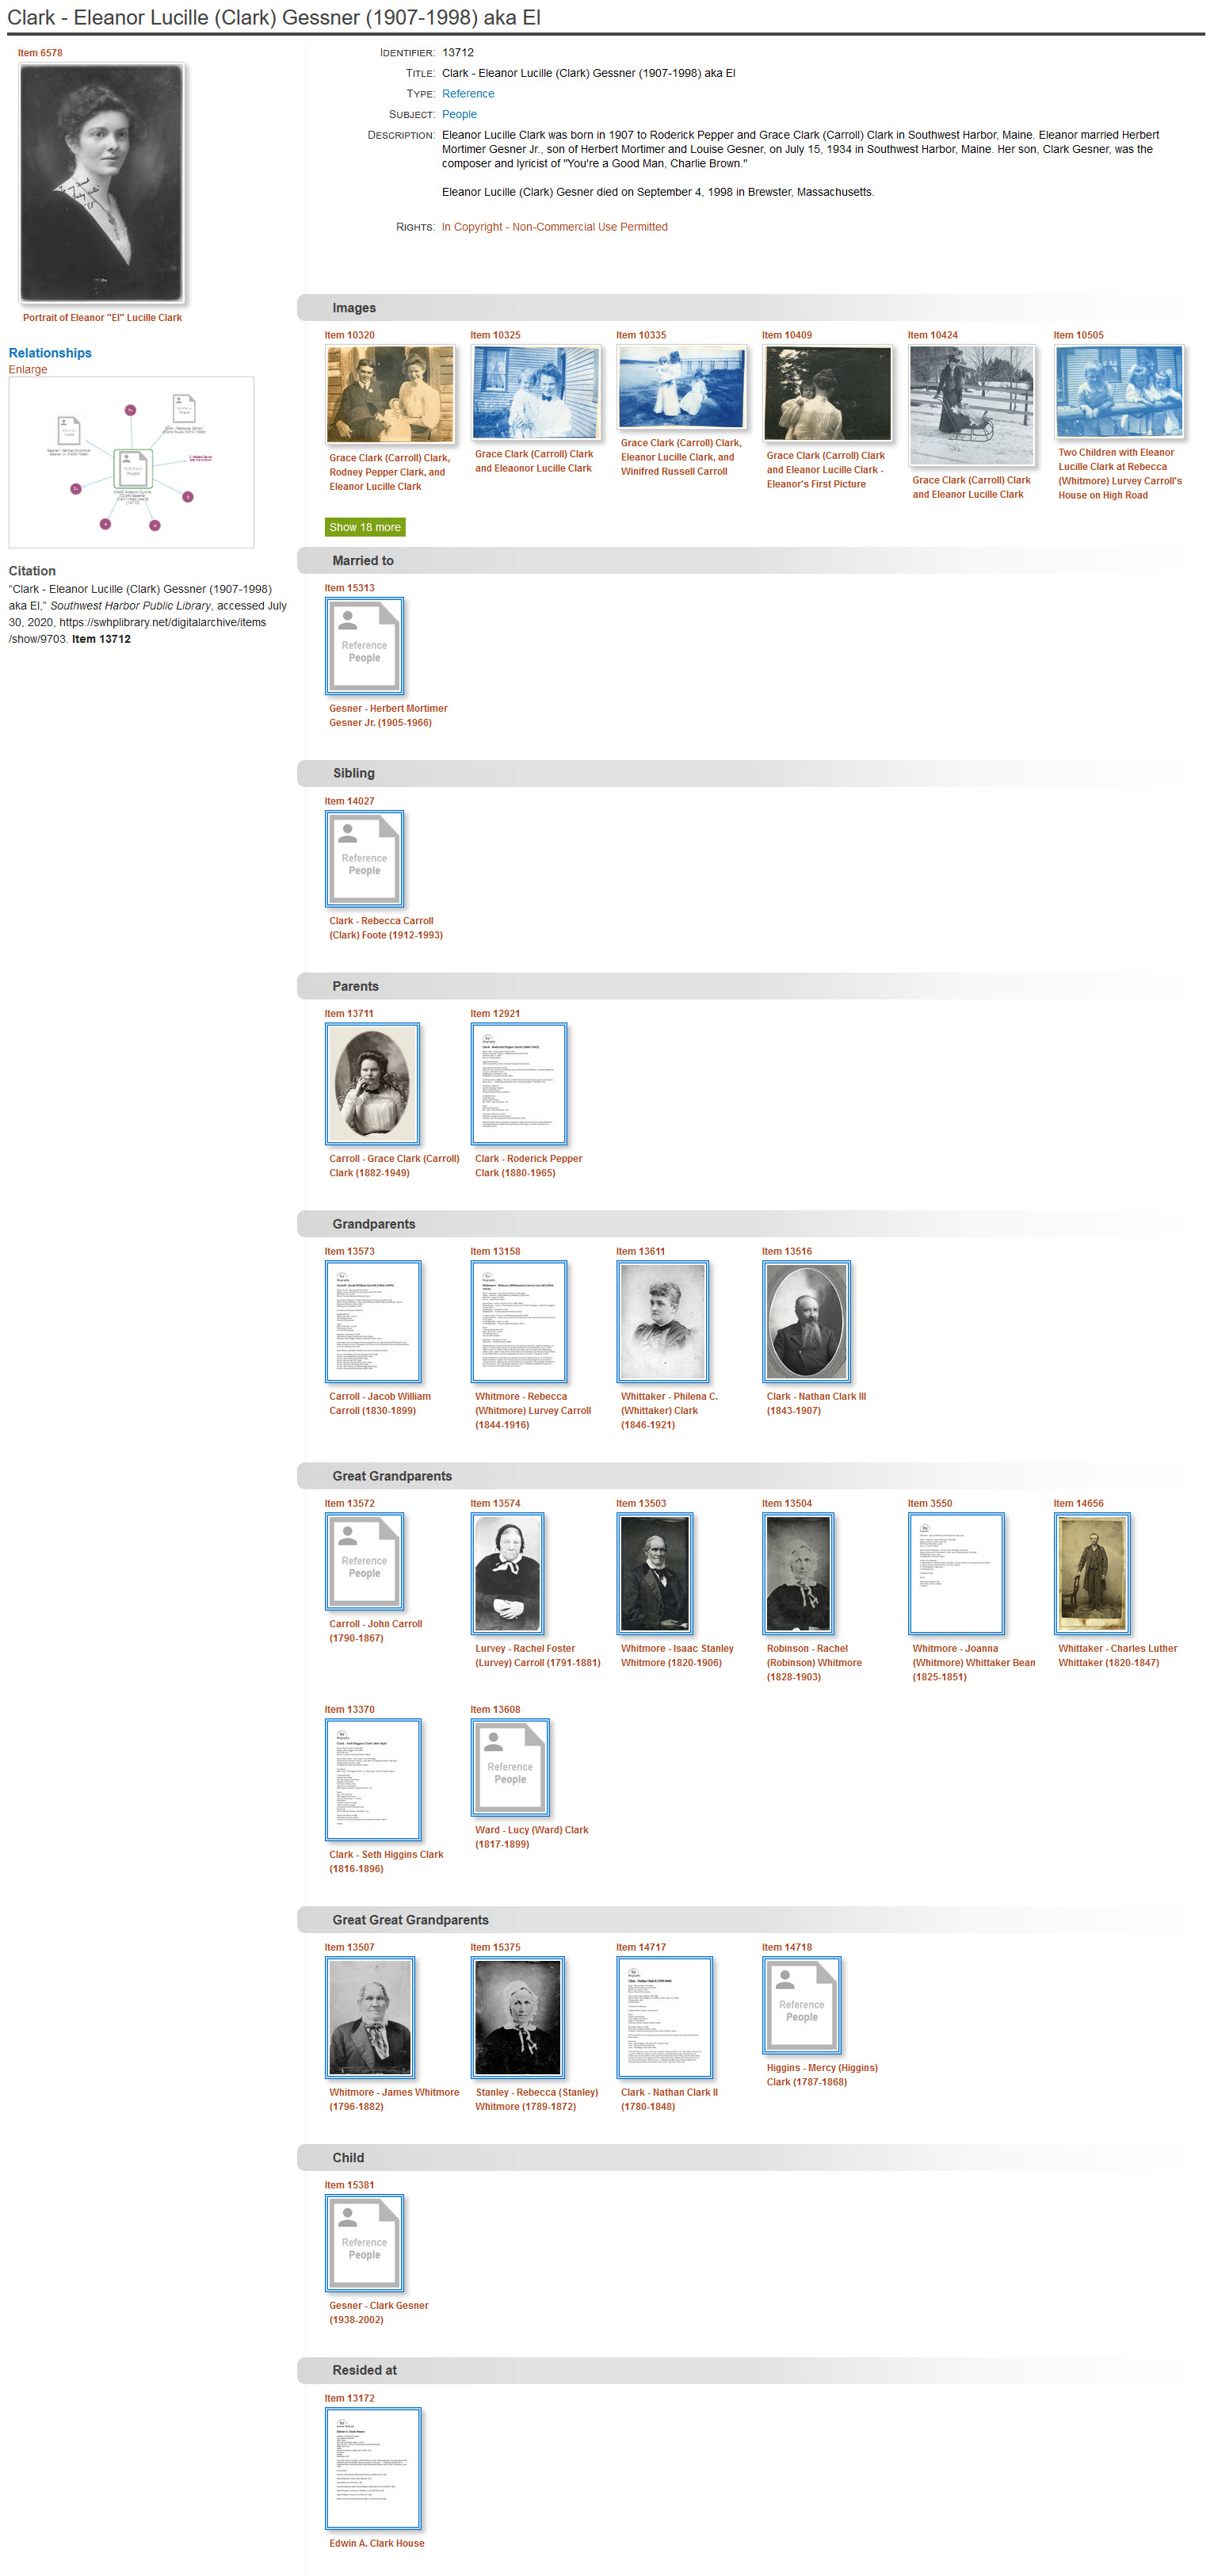 Clark - Eleanor Lucille (Clark) Gessner (1907-1998) aka El
Item 6578
Portrait of Eleanor "El" Lucille Clark
Relationships
Enlarge
Citation
“Clark - Eleanor Lucille (Clark) Gessner (1907-1998)
aka El,” Southwest Harbor Public Library, accessed July
30, 2020, https://swhplibrary.net/digitalarchive/items
/show/9703. Item 13712
Identifier: 13712
Title: Clark - Eleanor Lucille (Clark) Gessner (1907-1998) aka El
Type: Reference
Subject: People
Description: Eleanor Lucille Clark was born in 1907 to Roderick Pepper and Grace Clark (Carroll) Clark in Southwest Harbor, Maine. Eleanor married Herbert
Mortimer Gesner Jr., son of Herbert Mortimer and Louise Gesner, on July 15, 1934 in Southwest Harbor, Maine. Her son, Clark Gesner, was the
composer and lyricist of "You're a Good Man, Charlie Brown."
Eleanor Lucille (Clark) Gesner died on September 4, 1998 in Brewster, Massachusetts.
Rights: In Copyright - Non-Commercial Use Permitted
Images
Item 10320
Grace Clark (Carroll) Clark,
Rodney Pepper Clark, and
Eleanor Lucille Clark
Item 10325
Grace Clark (Carroll) Clark
and Eleaonor Lucille Clark
Item 10335
Grace Clark (Carroll) Clark,
Eleanor Lucille Clark, and
Winifred Russell Carroll
Item 10409
Grace Clark (Carroll) Clark
and Eleanor Lucille Clark -
Eleanor's First Picture
Item 10424
Grace Clark (Carroll) Clark
and Eleanor Lucille Clark
Item 10505
Two Children with Eleanor
Lucille Clark at Rebecca
(Whitmore) Lurvey Carroll's
House on High Road
Show 18 more
Married to
Item 15313
Reference
People
Gesner - Herbert Mortimer
Gesner Jr. (1905-1966)
Sibling
Item 14027
Reference
People
Clark - Rebecca Carroll
(Clark) Foote (1912-1993)
Parents
Item 13711
Carroll - Grace Clark (Carroll)
Clark (1882-1949)
Item 12921
Clark - Roderick Pepper
Clark (1880-1965)
Grandparents
Item 13573
Carroll - Jacob William
Carroll (1830-1899)
Item 13158
Whitmore - Rebecca
(Whitmore) Lurvey Carroll
(1844-1916)
Item 13611
Whittaker - Philena C.
(Whittaker) Clark
(1846-1921)
Item 13516
Clark - Nathan Clark III
(1843-1907)
Great Grandparents
Item 13572
Reference
People
Carroll - John Carroll
(1790-1867)
Item 13574
Lurvey - Rachel Foster
(Lurvey) Carroll (1791-1881)
Item 13503
Whitmore - Isaac Stanley
Whitmore (1820-1906)
Item 13504
Robinson - Rachel
(Robinson) Whitmore
(1828-1903)
Item 3550
Whitmore - Joanna
(Whitmore) Whittaker Bean
(1825-1851)
Item 14656
Whittaker - Charles Luther
Whittaker (1820-1847)
Item 13370
Clark - Seth Higgins Clark
(1816-1896)
Item 13608
Reference
People
Ward - Lucy (Ward) Clark
(1817-1899)
Great Great Grandparents
Item 13507
Whitmore - James Whitmore
(1796-1882)
Item 15375
Stanley - Rebecca (Stanley)
Whitmore (1789-1872)
Item 14717
Clark - Nathan Clark II
(1780-1848)
Item 14718
Reference
People
Higgins - Mercy (Higgins)
Clark (1787-1868)
Child
Item 15381
Reference
People
Gesner - Clark Gesner
(1938-2002)
Resided at
Item 13172
Edwin A. Clark House